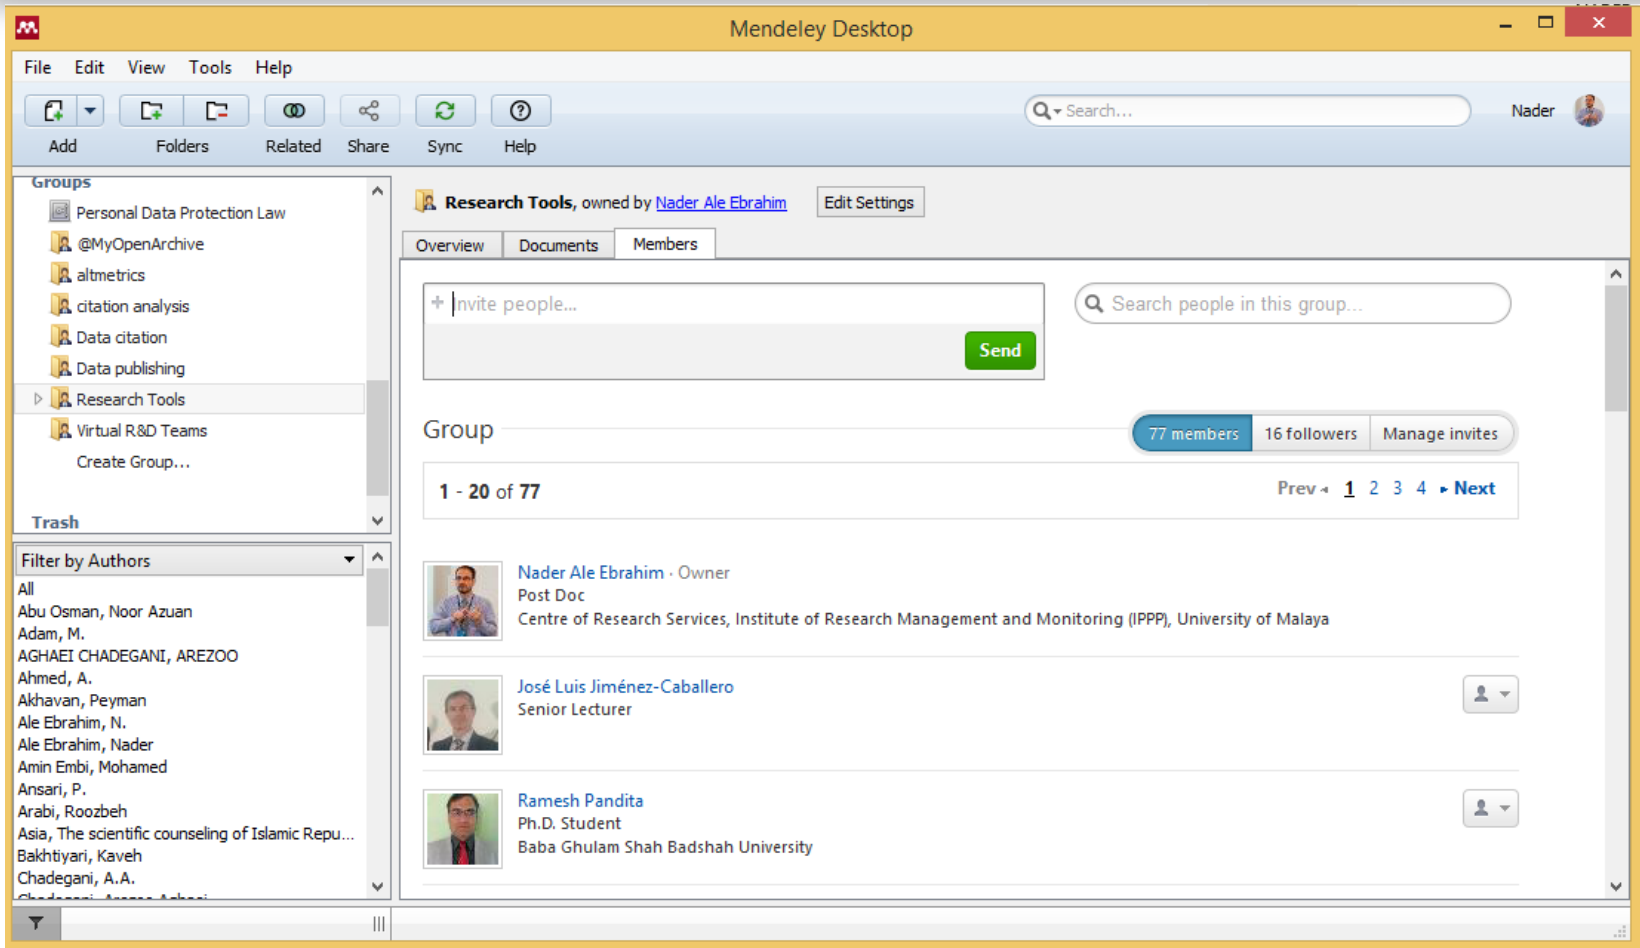 Mendeley Desktop
File Edit View Tools Help
Search...
Nader
Add Folders Related Share Sync Help
Groups
Personal Data Protection Law
@MyOpenArchive
altmetrics
citation analysis
Data citation
Data publishing
Research Tools
Virtual R&D Teams
Create Group...
Trash
Filter by Authors
All
Abu Osman, Noor Azuan
Adam, M.
AGHAEI CHADEGANI, AREZOO
Ahmed, A.
Akhavan, Peyman
Ale Ebrahim, N.
Ale Ebrahim, Nader
Amin Embi, Mohamed
Ansari, P.
Arabi, Roozbeh
Asia, The scientific counseling of Islamic Repu...
Bakhtiyari, Kaveh
Chadegani, A.A.
Research Tools, owned by Nader Ale Ebrahim
Edit Settings
Overview Documents Members
Invite people...
Search people in this group...
Send
Group
77 members 16 followers Manage invites
1 - 20 of 77
Prev 1 2 3 4 Next
Nader Ale Ebrahim · Owner
Post Doc
Centre of Research Services, Institute of Research Management and Monitoring (IPPP), University of Malaya
José Luis Jiménez-Caballero
Senior Lecturer
Ramesh Pandita
Ph.D. Student
Baba Ghulam Shah Badshah University